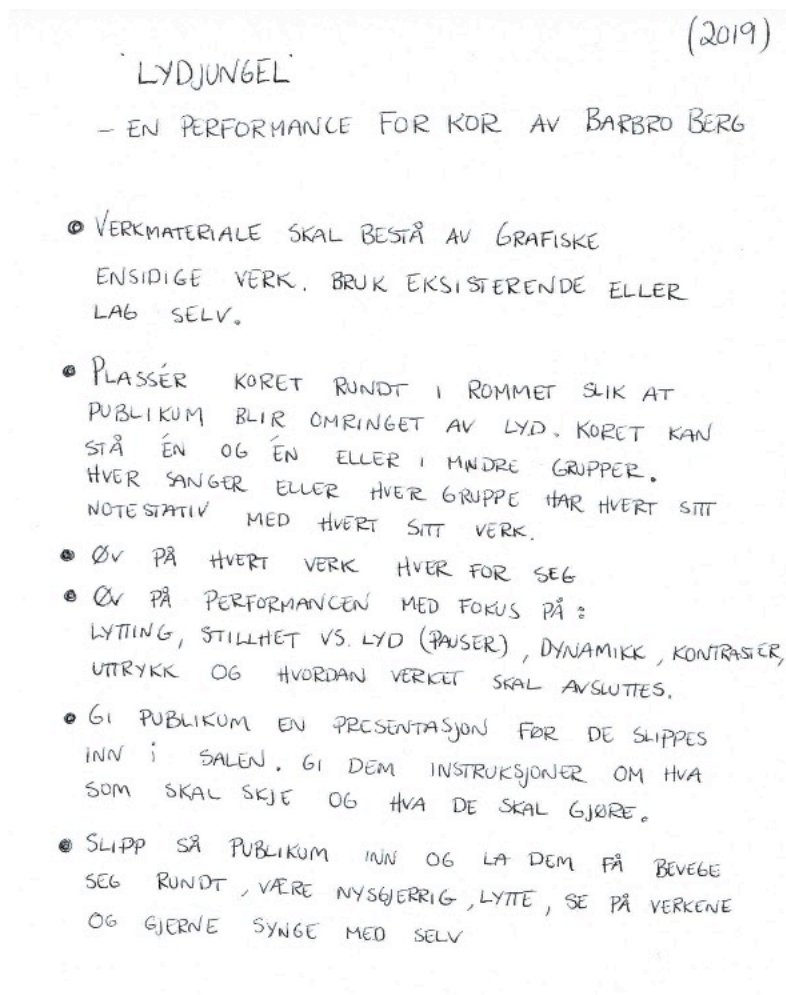 (2019)
'LYDJUNGEL'
- EN PERFORMANCE FOR KOR AV BARBRO BERG
• VERKMATERIALE SKAL BESTÅ AV GRAFISKE
ENSIDIGE VERK. BRUK EKSISTERENDE ELLER
LAG SELV.
• PLASSÉR KORET RUNDT I ROMMET SLIK AT
PUBLIKUM BLIR OMRINGET AV LYD. KORET KAN
STÅ ÉN OG ÉN ELLER I MINDRE GRUPPER.
HVER SANGER ELLER HVER GRUPPE HAR HVERT SITT
NOTESTATIV MED HVERT SITT VERK.
• ØV PÅ HVERT VERK HVER FOR SEG
• ØV PÅ PERFORMANCEN MED FOKUS PÅ:
LYTTING, STILLHET VS. LYD (PAUSER), DYNAMIKK, KONTRASTER,
UTTRYKK OG HVORDAN VERKET SKAL AVSLUTTES.
• GI PUBLIKUM EN PRESENTASJON FØR DE SLIPPES
INN i SALEN. GI DEM INSTRUKSJONER OM HVA
SOM SKAL SKJE OG HVA DE SKAL GJØRE.
• SLIPP SÅ PUBLIKUM INN OG LA DEM FÅ BEVEGE
SEG RUNDT, VÆRE NYSGJERRIG, LYTTE, SE PÅ VERKENE
OG GJERNE SYNGE MED SELV